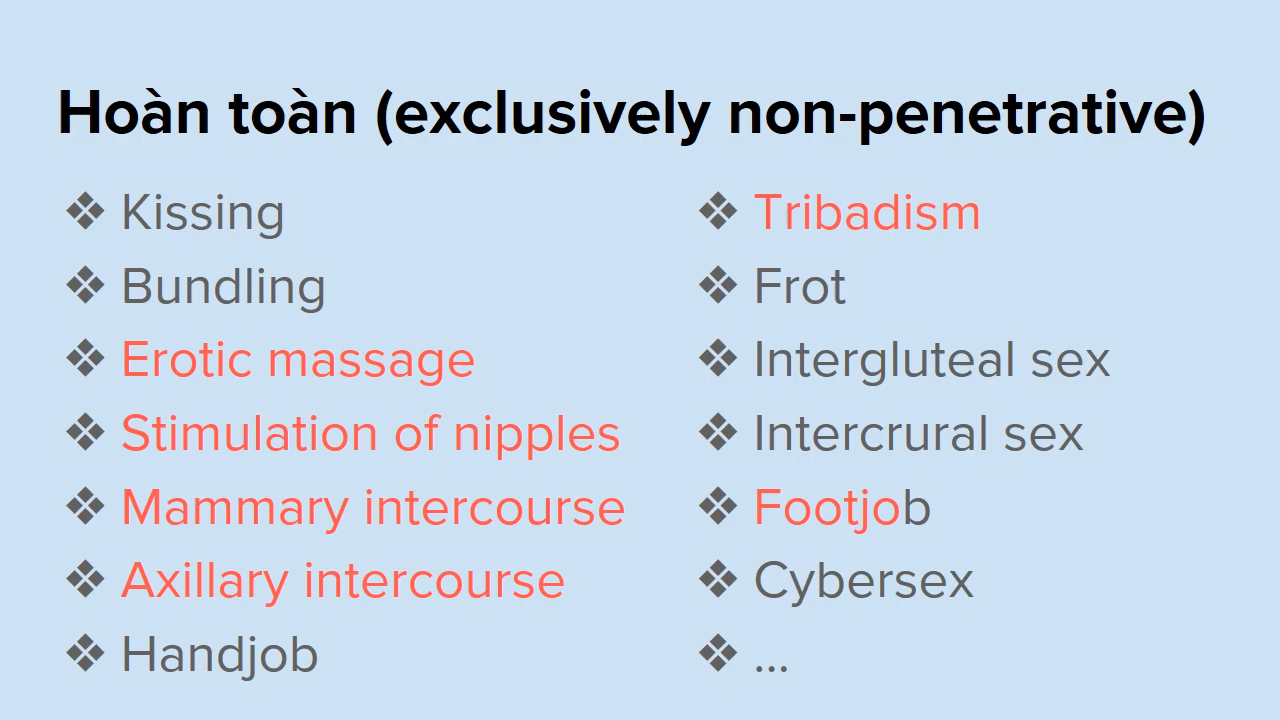 Hoàn toàn (exclusively non-penetrative)
❖ Kissing
❖ Bundling
❖ Erotic massage
❖ Stimulation of nipples
❖ Mammary intercourse
❖ Axillary intercourse
❖ Handjob
❖ Tribadism
❖ Frot
❖ Intergluteal sex
❖ Intercrural sex
❖ Footjob
❖ Cybersex
❖ ...